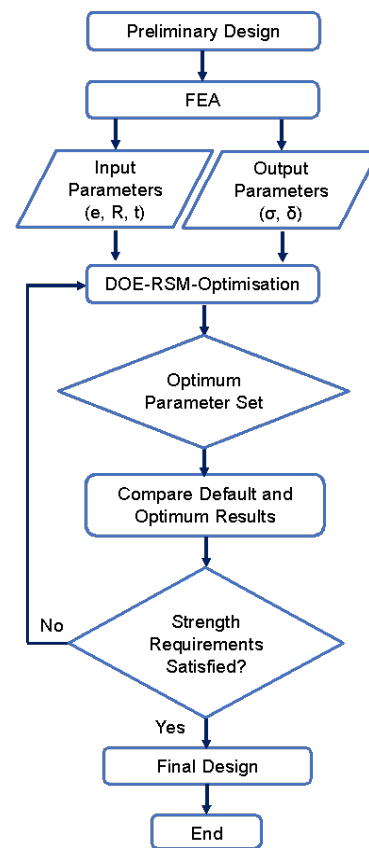 Preliminary Design
FEA
Input
Parameters
(e, R, t)
Output
Parameters
(σ, δ)
DOE-RSM-Optimisation
Optimum
Parameter Set
Compare Default and
Optimum Results
No
Strength
Requirements
Satisfied?
Yes
Final Design
End